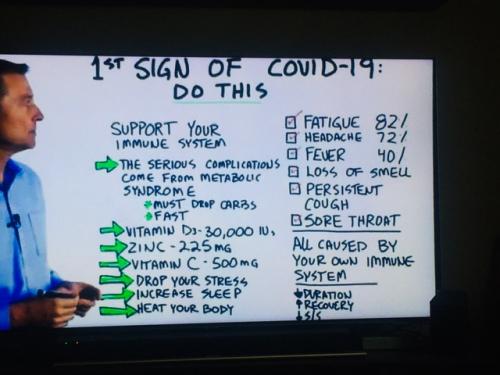 1ST SIGN OF COVID-19:
DO THIS
SUPPORT YOUR
IMMUNE SYSTEM
THE SERIOUS COMPLICATIONS
COME FROM METABOLIC
SYNDROME
MUST DROP CARBS
FAST
VITAMIN D3-30,000 IU,
ZINC - 225mg
VITAMIN C - 500mg
DROP YOUR STRESS
INCREASE SLEEP
HEAT YOUR BODY
FATIGUE 82%
HEADACHE 72%
FEVER 40%
LOSS OF SMELL
PERSISTENT
COUGH
SORE THROAT
ALL CAUSED BY
YOUR OWN IMMUNE
SYSTEM
↓DURATION
↑RECOVERY
↓S/S